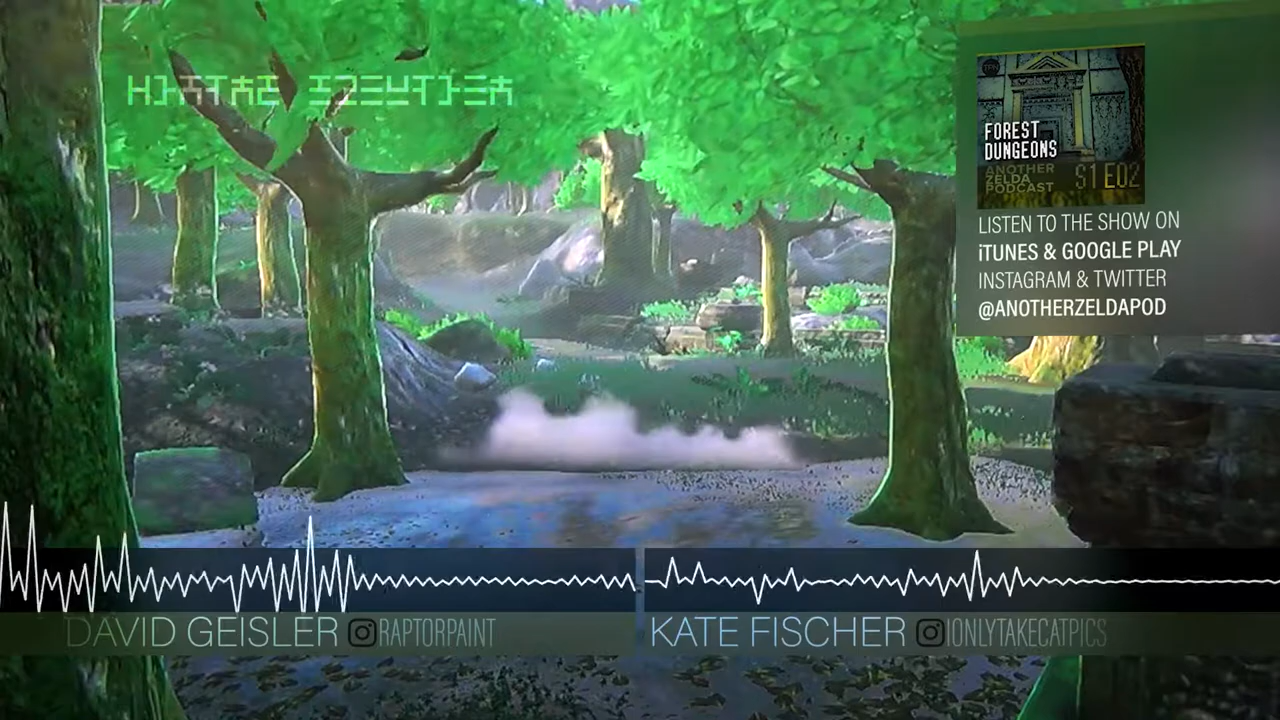 FOREST
DUNGEONS
ANOTHER
ZELDA
PODCAST
S1 E02
LISTEN TO THE SHOW ON
iTUNES & GOOGLE PLAY
INSTAGRAM & TWITTER
@ANOTHERZELDAPOD
DAVID GEISLER RAPTORPAINT
KATE FISCHER IONLYTAKECATPICS